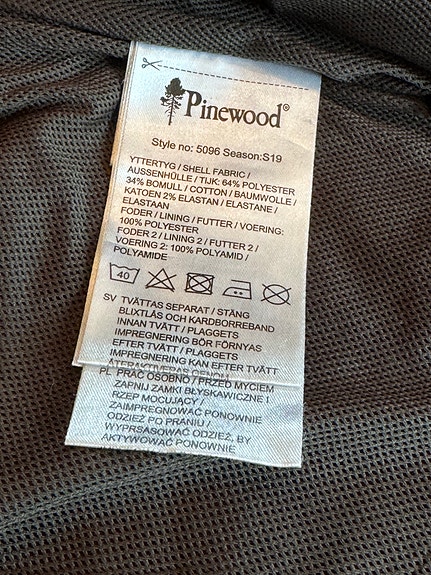 Pinewood®
Style no: 5096 Season:S19
YTTERTYG / SHELL FABRIC /
AUSSENHÜLLE / TIJK: 64% POLYESTER
34% BOMULL / COTTON / BAUMWOLLE /
KATOEN 2% ELASTAN / ELASTANE /
ELASTAAN
FODER / LINING / FUTTER / VOERING:
100% POLYESTER
FODER 2 / LINING 2 / FUTTER 2 /
VOERING 2: 100% POLYAMID /
POLYAMIDE
40
SV TVÄTTAS SEPARAT / STÄNG
BLIXTLÅS OCH KARDBORREBAND
INNAN TVÄTT / PLAGGETS
IMPREGNERING BÖR FÖRNYAS
EFTER TVÄTT / PLAGGETS
IMPREGNERING KAN EFTER TVÄTT
ÅTERAKTIVERAS GENOM
PL PRAĆ OSOBNO / PRZED MYCIEM
ZAPNIJ ZAMKI BŁYSKAWICZNE I
RZEP MOCUJĄCY /
ZAIMPREGNOWAĆ PONOWNIE
ODZIEŻ PO PRANIU /
WYPRASOWAĆ ODZIEŻ, BY
AKTYWOWAĆ PONOWNIE